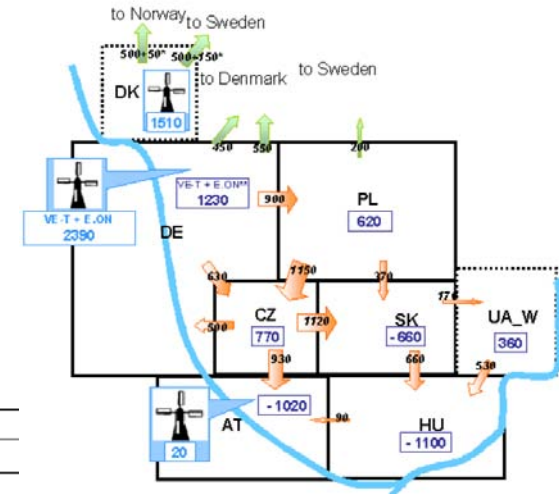 to Norway
to Sweden
500+50*
500+150*
to Denmark
to Sweden
DK
1510
450
550
200
VE-T + E.ON**
1230
900
PL
620
VE-T + E.ON
2390
DE
630
1150
370
CZ
770
1120
SK
-660
170
UA_W
360
500
930
660
530
-1020
AT
20
90
HU
-1100